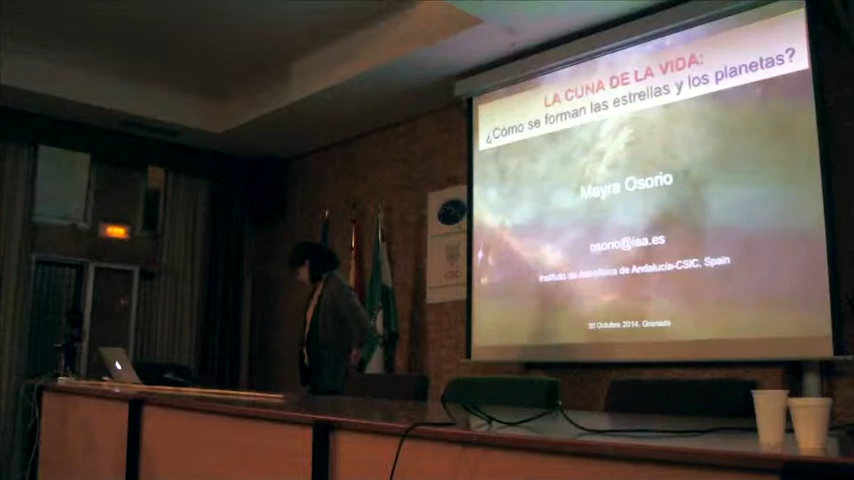 LA CUNA DE LA VIDA:
¿Cómo se forman las estrellas y los planetas?
Mayra Osorio
osorio@iaa.es
Instituto de Astrofísica de Andalucía-CSIC, Spain
30 Octubre 2014, Granada
CSIC